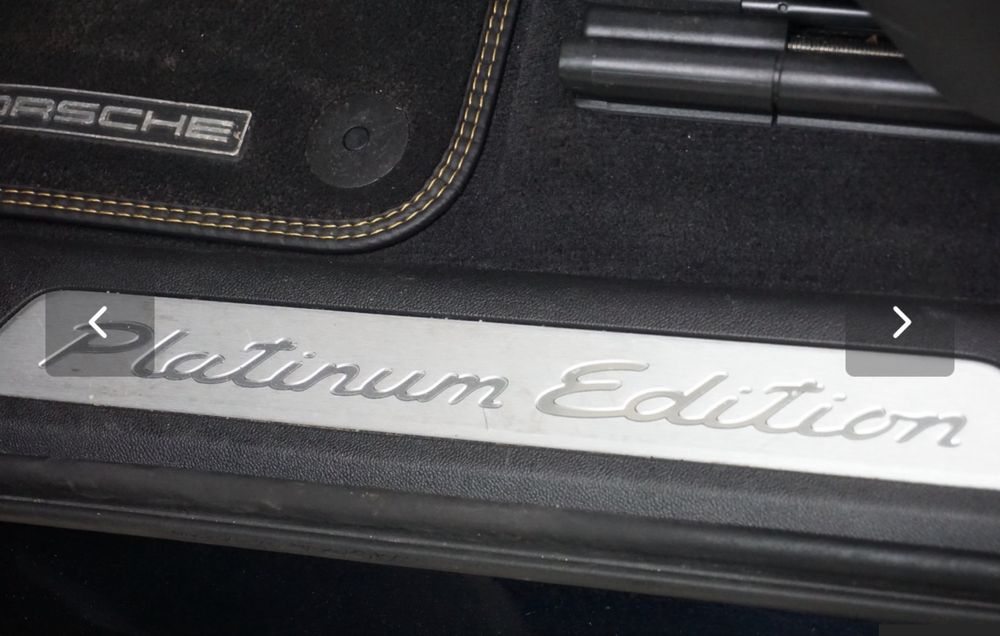 ORSCHE
Platinum Edition